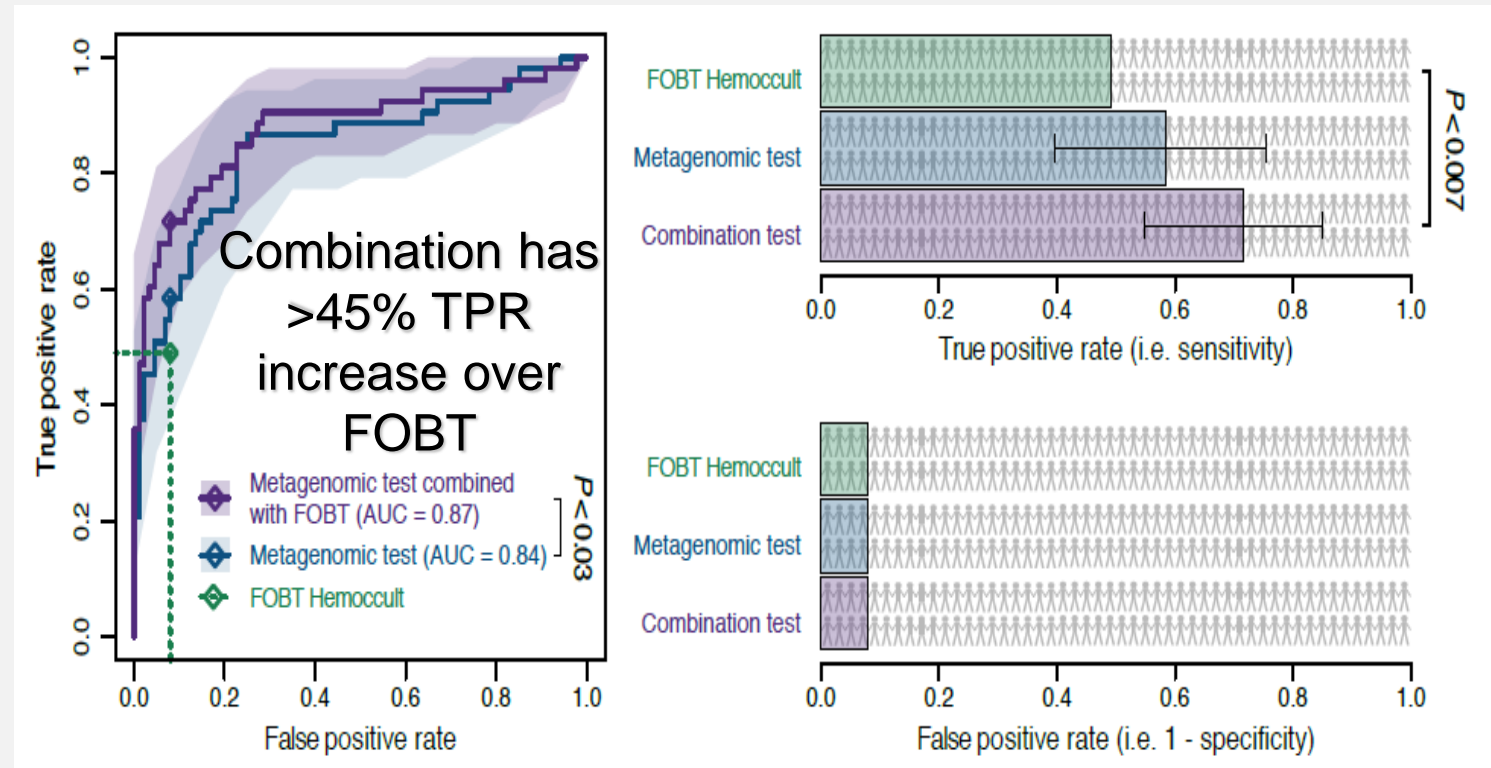 True positive rate
1.0
0.8
0.6
0.4
0.2
0.0
Combination has
>45% TPR
increase over
FOBT
Metagenomic test combined
with FOBT (AUC = 0.87)
Metagenomic test (AUC = 0.84)
FOBT Hemoccult
P<0.03
0.0 0.2 0.4 0.6 0.8 1.0
False positive rate
FOBT Hemoccult
Metagenomic test
Combination test
P<0.007
0.0 0.2 0.4 0.6 0.8 1.0
True positive rate (i.e. sensitivity)
FOBT Hemoccult
Metagenomic test
Combination test
0.0 0.2 0.4 0.6 0.8 1.0
False positive rate (i.e. 1 - specificity)